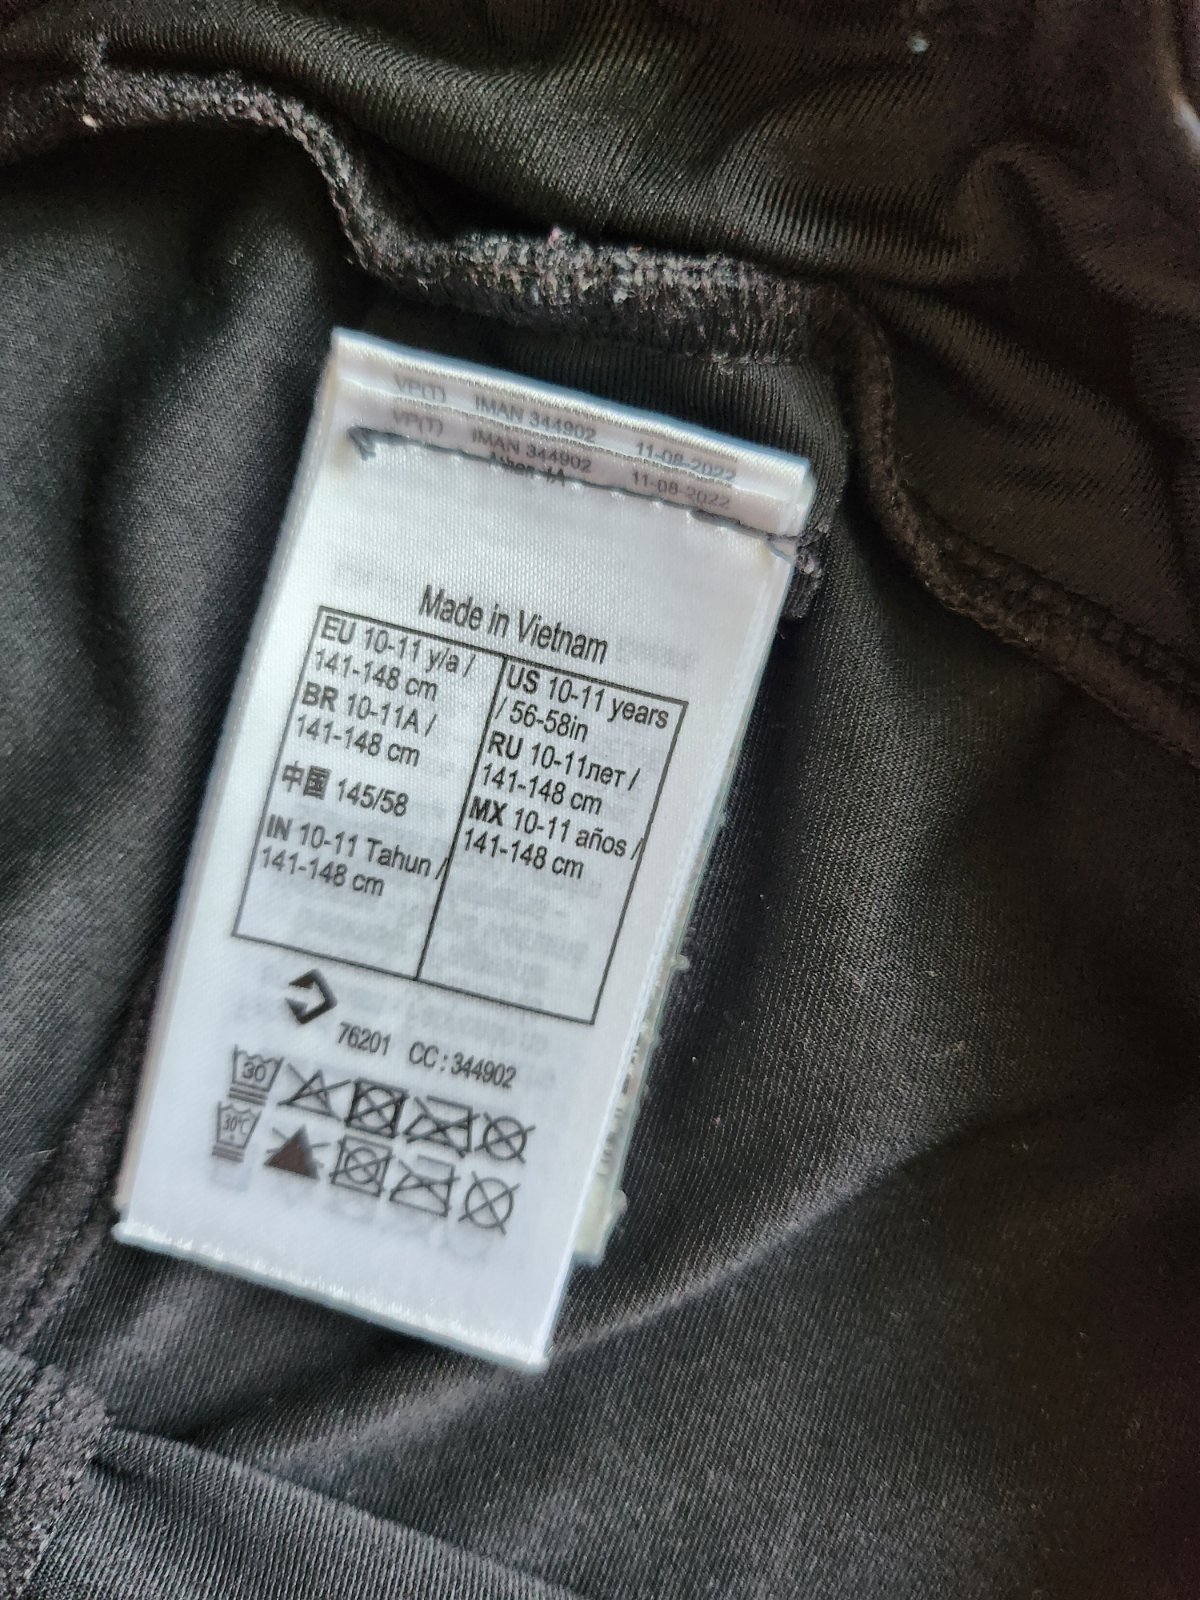 VP(T) IMAN 344902 11-08-2022
VP(T) IMAN 344902 11-08-2022
Made in Vietnam
EU 10-11 y/a /
141-148 cm
BR 10-11A /
141-148 cm
中国 145/58
IN 10-11 Tahun /
141-148 cm
US 10-11 years
/ 56-58in
RU 10-11лет /
141-148 cm
MX 10-11 años /
141-148 cm
76201 CC : 344902
30
30°C